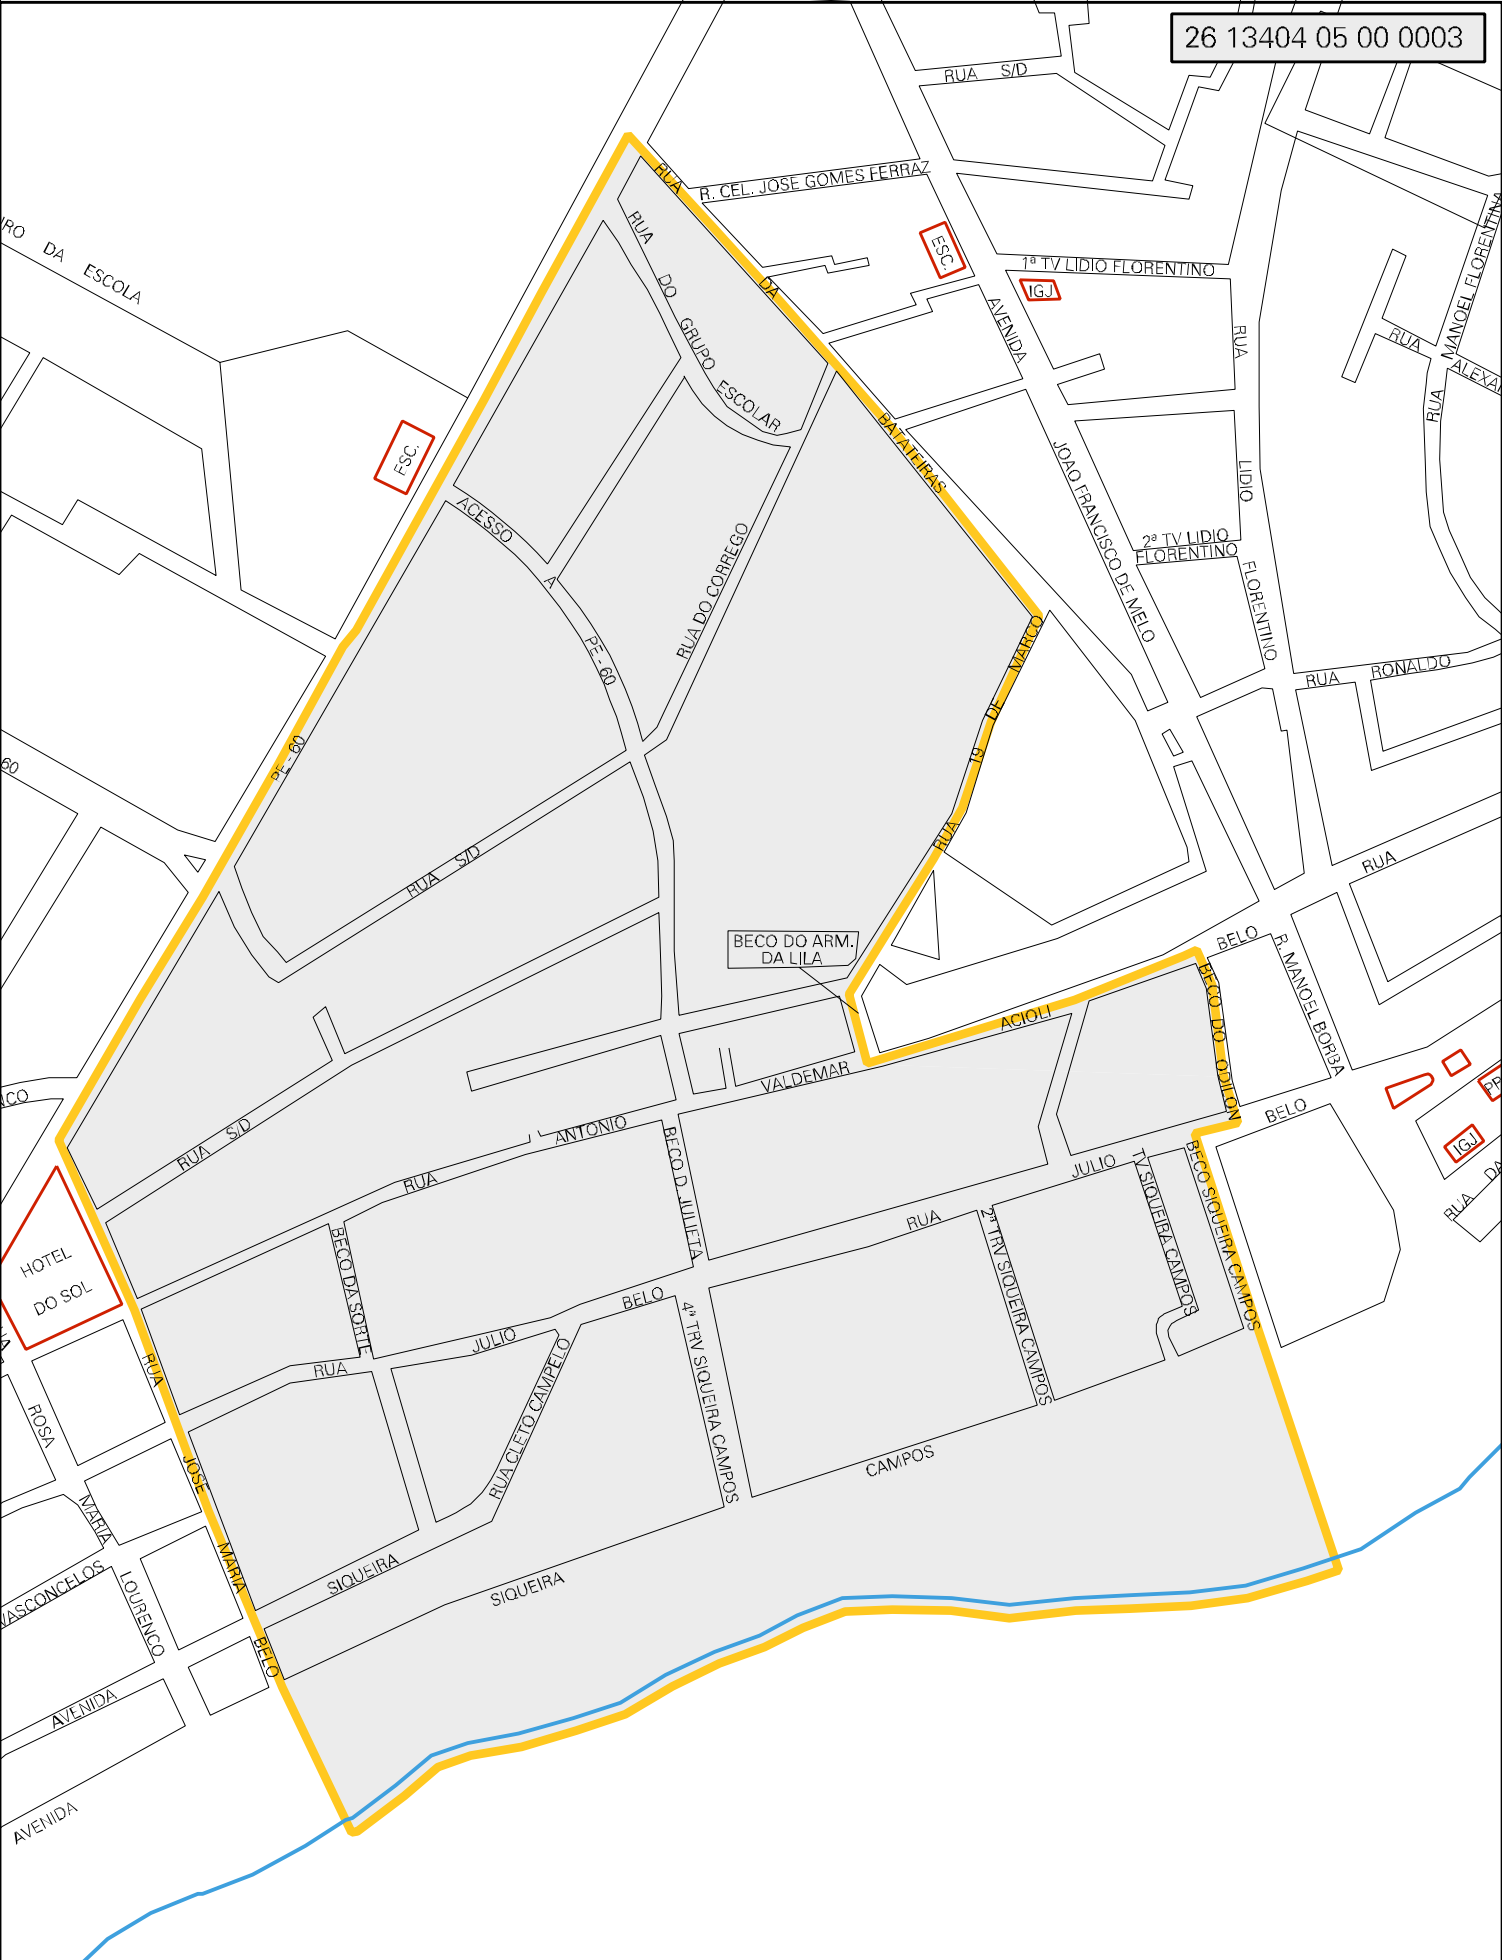 26 13404 05 00 0003
RUA S/D
R. CEL. JOSE GOMES FERRAZ
RUA DA BATATEIRAS
DA ESCOLA
RUA DO GRUPO ESCOLAR
ESC.
1ª TV LIDIO FLORENTINO
IGJ
AVENIDA JOAO FRANCISCO DE MELO
RUA LIDIO FLORENTINO
MANOEL FLORENTINA
RUA
RUA
ALEXA
ESC.
ACESSO A PE-60
RUA DO CORREGO
2ª TV LIDIO
FLORENTINO
RUA RONALDO
RUA 19 DE MARCO
PE-60
60
RUA S/D
RUA
BECO DO ARM.
DA LILA
BELO
R. MANOEL BORBA
ACIOLI
BECO DO ODILON
VALDEMAR
NCO
RUA S/D
ANTONIO
RUA
BECO D. JULIETA
BELO
JULIO
RUA
TV SIQUEIRA CAMPOS
BECO SIQUEIRA CAMPOS
2ª TRV SIQUEIRA CAMPOS
PR
IGJ
RUA DA
HOTEL
DO SOL
BECO DA SORTE
BELO
JULIO
RUA
4ª TRV SIQUEIRA CAMPOS
RUA CLETO CAMPELO
RUA JOSE MARIA BELO
ROSA
MARIA
LOURENCO
VASCONCELOS
CAMPOS
SIQUEIRA
SIQUEIRA
AVENIDA
AVENIDA